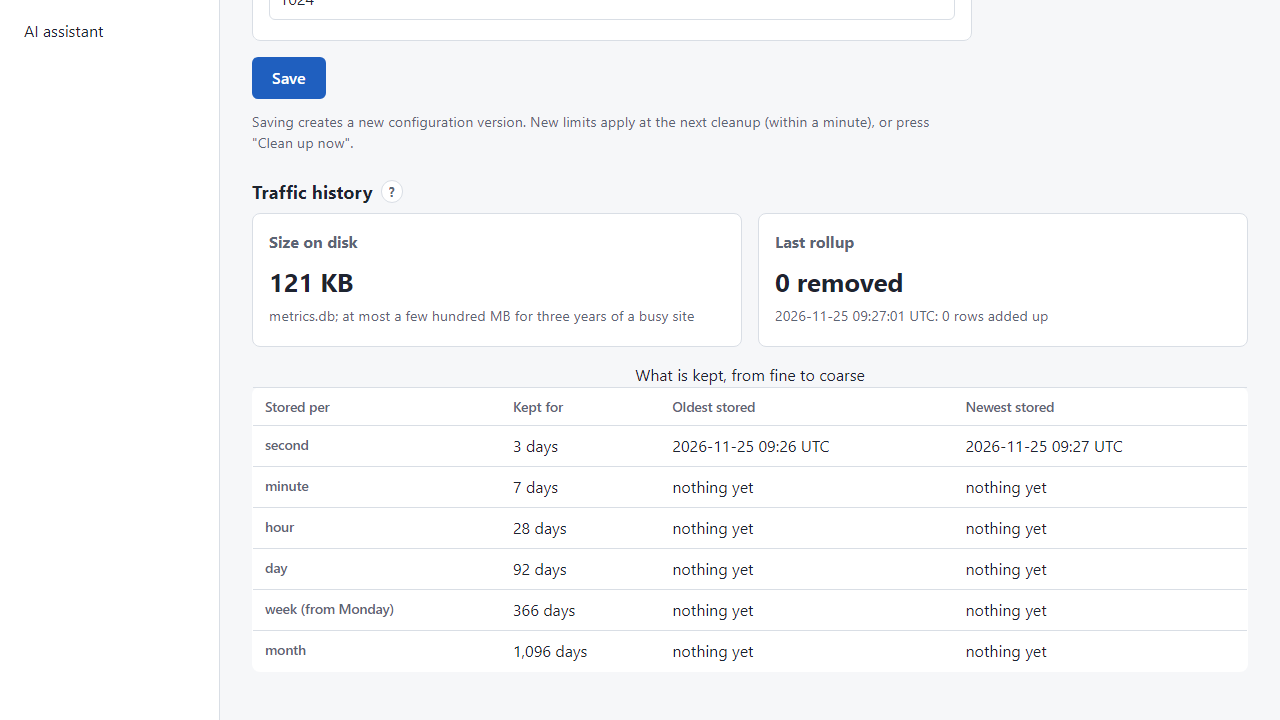 AI assistant
1024
Save
Saving creates a new configuration version. New limits apply at the next cleanup (within a minute), or press
"Clean up now".
Traffic history ?
Size on disk
121 KB
metrics.db; at most a few hundred MB for three years of a busy site
Last rollup
0 removed
2026-11-25 09:27:01 UTC: 0 rows added up
What is kept, from fine to coarse
Stored per Kept for Oldest stored Newest stored
second 3 days 2026-11-25 09:26 UTC 2026-11-25 09:27 UTC
minute 7 days nothing yet nothing yet
hour 28 days nothing yet nothing yet
day 92 days nothing yet nothing yet
week (from Monday) 366 days nothing yet nothing yet
month 1,096 days nothing yet nothing yet